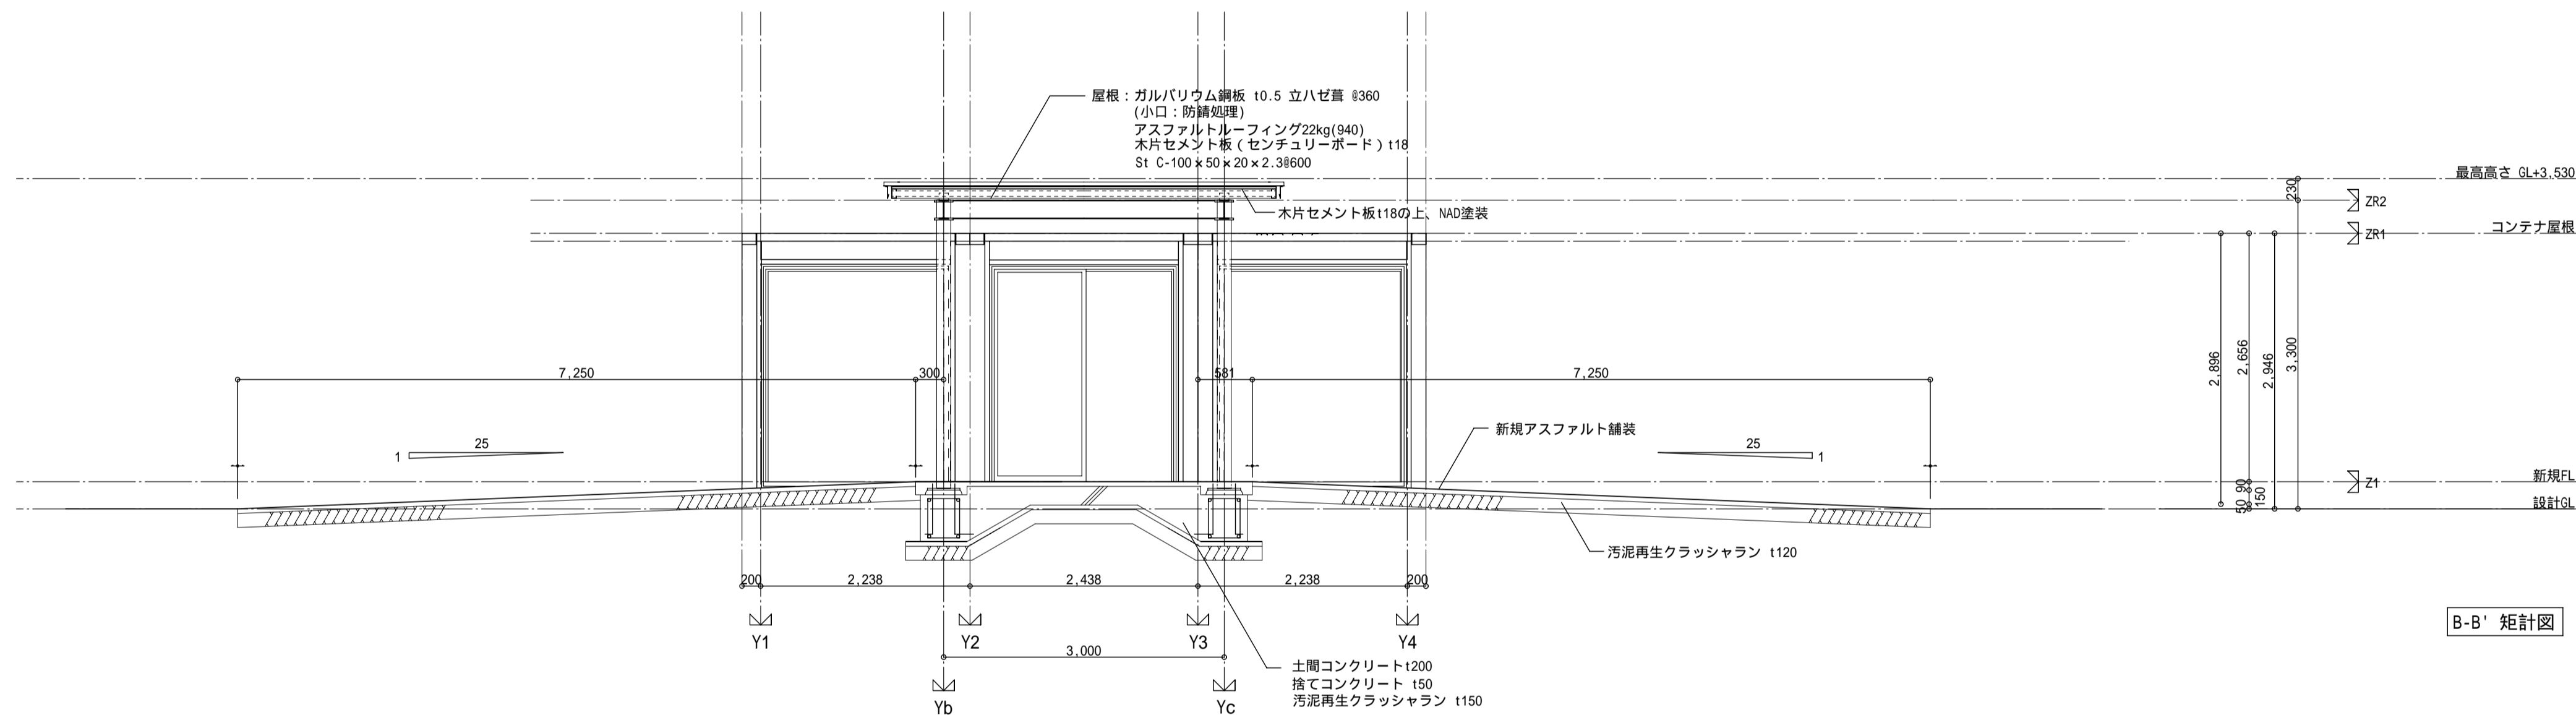 屋根：ガルバリウム鋼板 t0.5 立ハゼ葺 @360
(小口：防錆処理)
アスファルトルーフィング22kg(940)
木片セメント板（センチュリーボード）t18
St C-100×50×20×2.3@600
最高高さ GL+3,530
230
ZR2
木片セメント板t18の上、NAD塗装
コンテナ屋根
ZR1
2,896
2,656
2,946
3,300
7,250
300
581
7,250
新規アスファルト舗装
25
1
25
1
新規FL
Z1
90
50
150
設計GL
汚泥再生クラッシャラン t120
200
2,238
2,438
2,238
200
Y1
Y2
Y3
Y4
B-B' 矩計図
3,000
土間コンクリートt200
捨てコンクリート t50
汚泥再生クラッシャラン t150
Yb
Yc